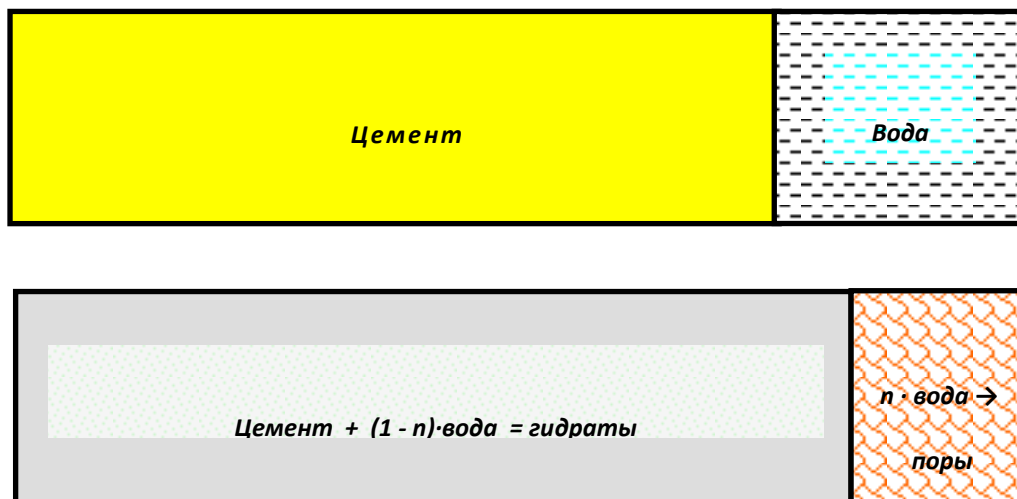 Цемент
Вода
n · вода →
Цемент + (1 - n)·вода = гидраты
поры